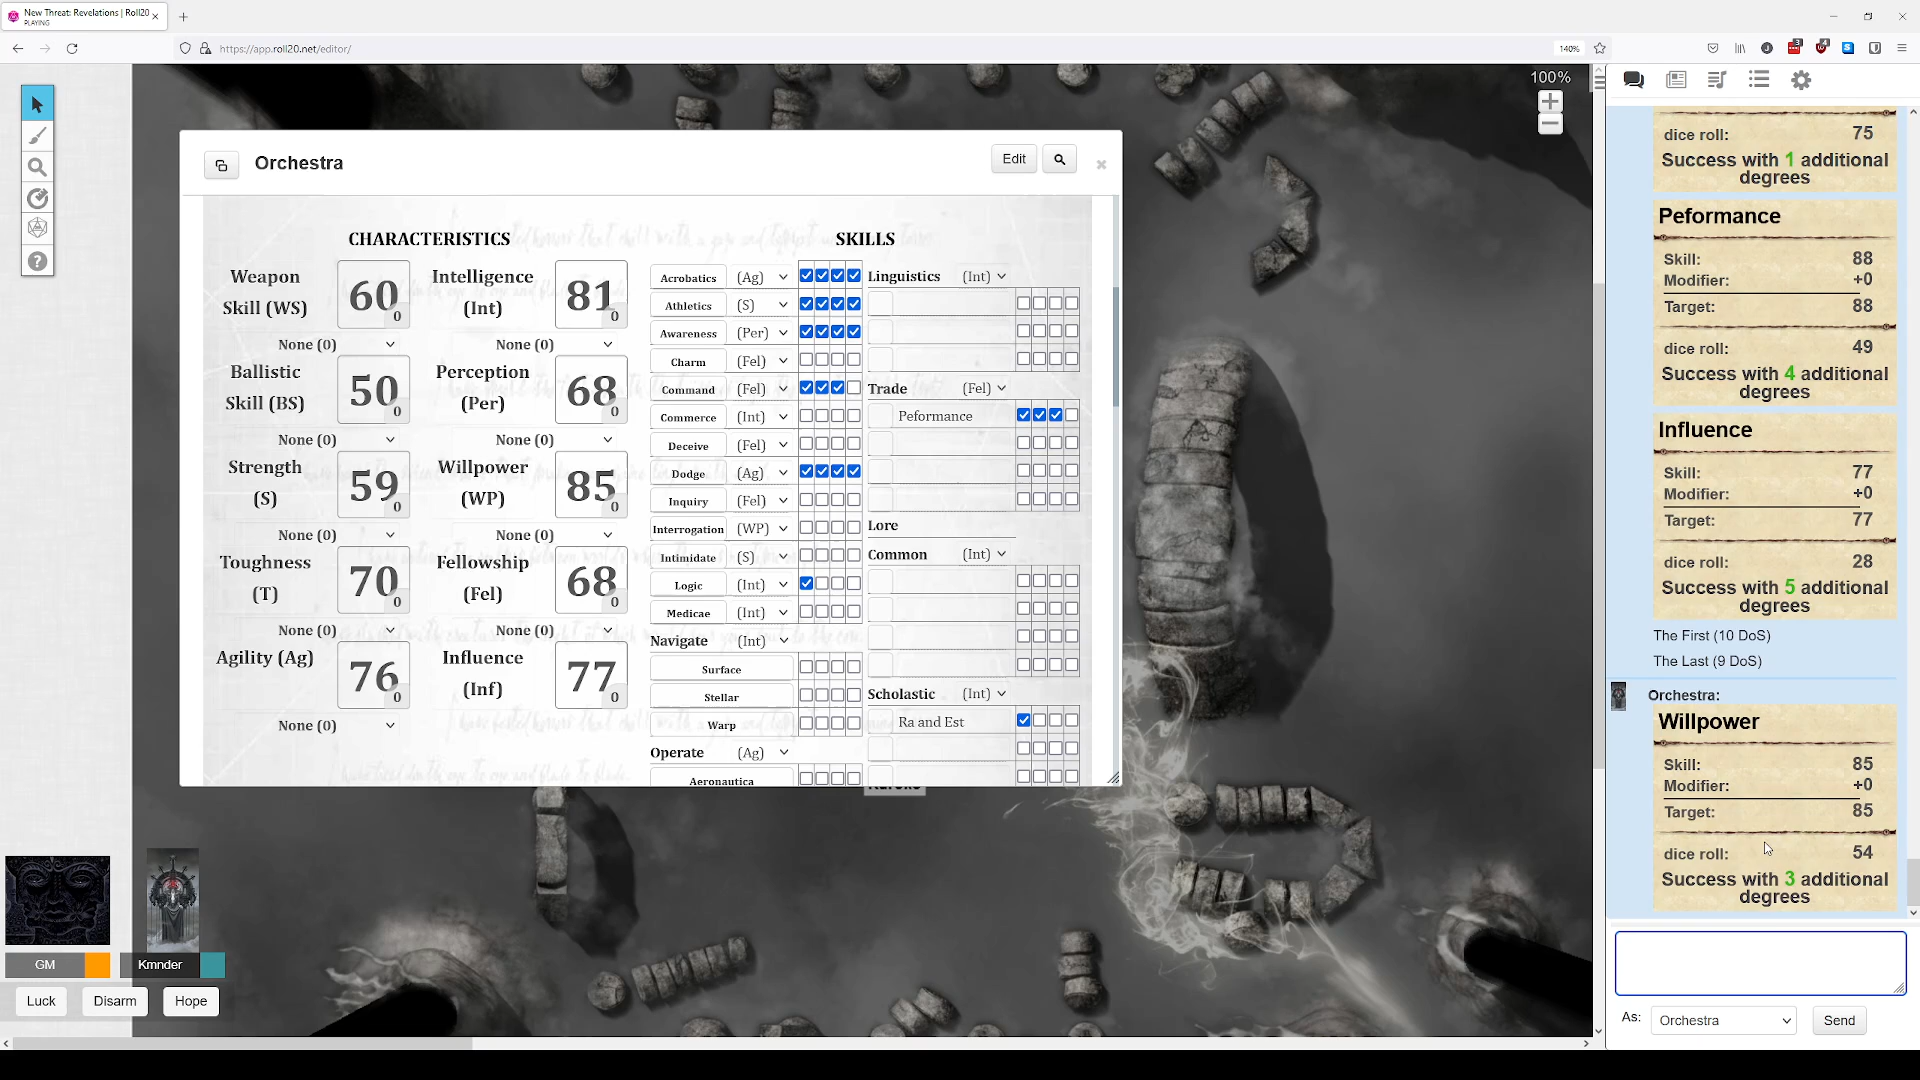 New Threat: Revelations | Roll20
PLAYING
https://app.roll20.net/editor/
140%
3
4
100%
Orchestra
Edit
CHARACTERISTICS
SKILLS
Weapon
Skill (WS)
60
0
None (0)
Intelligence
(Int)
81
0
None (0)
Ballistic
Skill (BS)
50
0
None (0)
Perception
(Per)
68
0
None (0)
Strength
(S)
59
0
None (0)
Willpower
(WP)
85
0
None (0)
Toughness
(T)
70
0
None (0)
Fellowship
(Fel)
68
0
None (0)
Agility (Ag)
76
0
None (0)
Influence
(Inf)
77
0
Acrobatics (Ag)
Athletics (S)
Awareness (Per)
Charm (Fel)
Command (Fel)
Commerce (Int)
Deceive (Fel)
Dodge (Ag)
Inquiry (Fel)
Interrogation (WP)
Intimidate (S)
Logic (Int)
Medicae (Int)
Navigate (Int)
Surface
Stellar
Warp
Operate (Ag)
Aeronautica
Linguistics (Int)
Trade (Fel)
Peformance
Lore
Common (Int)
Scholastic (Int)
Ra and Est
GM
Kmnder
Luck
Disarm
Hope
dice roll: 75
Success with 1 additional
degrees
Peformance
Skill: 88
Modifier: +0
Target: 88
dice roll: 49
Success with 4 additional
degrees
Influence
Skill: 77
Modifier: +0
Target: 77
dice roll: 28
Success with 5 additional
degrees
The First (10 DoS)
The Last (9 DoS)
Orchestra:
Willpower
Skill: 85
Modifier: +0
Target: 85
dice roll: 54
Success with 3 additional
degrees
As: Orchestra
Send